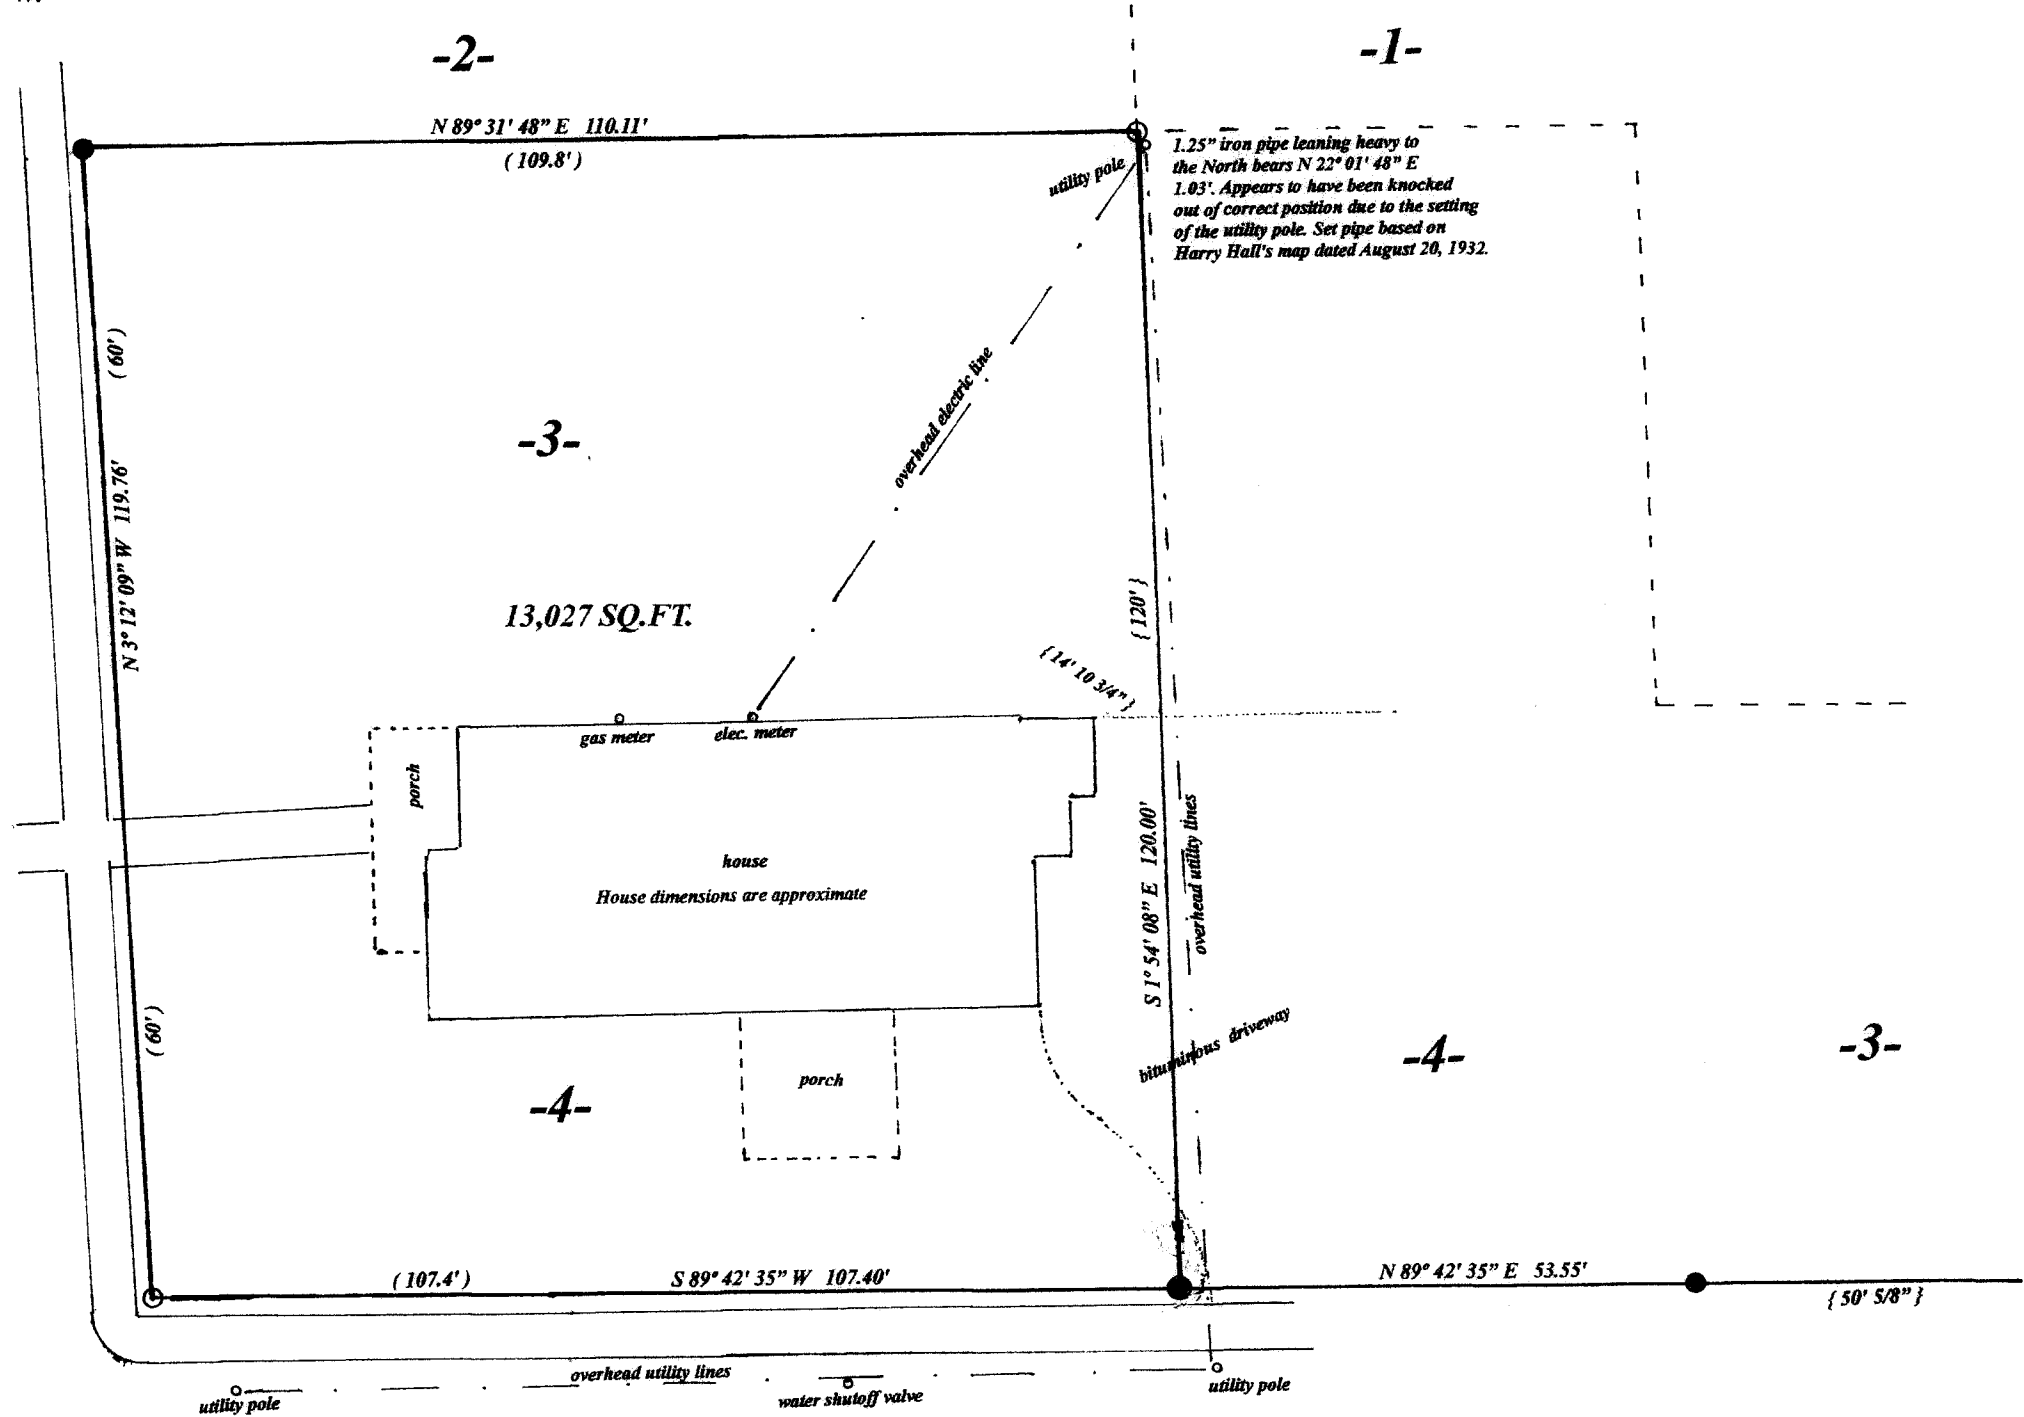 -2-
-1-
N 89° 31' 48" E 110.11'
( 109.8' )
utility pole
1.25" iron pipe leaning heavy to
the North bears N 22° 01' 48" E
1.03'. Appears to have been knocked
out of correct position due to the setting
of the utility pole. Set pipe based on
Harry Hall's map dated August 20, 1932.
( 60' )
overhead electric line
-3-
N 3° 12' 09" W 119.76'
13,027 SQ.FT.
{ 120' }
{ 14' 10 3/4" }
gas meter
elec. meter
porch
house
House dimensions are approximate
S 1° 54' 08" E 120.00'
overhead utility lines
( 60' )
bituminous driveway
-4-
-3-
porch
-4-
( 107.4' )
S 89° 42' 35" W 107.40'
N 89° 42' 35" E 53.55'
{ 50' 5/8" }
overhead utility lines
utility pole
water shutoff valve
utility pole